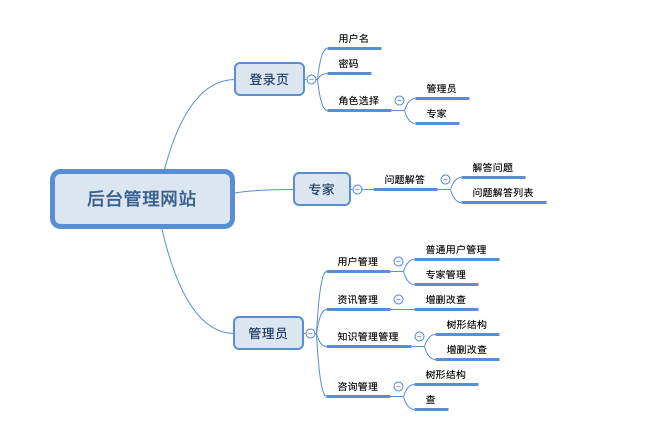 后台管理网站
登录页
用户名
密码
角色选择
管理员
专家
专家
问题解答
解答问题
问题解答列表
管理员
用户管理
普通用户管理
专家管理
资讯管理
增删改查
知识管理管理
树形结构
增删改查
咨询管理
树形结构
查